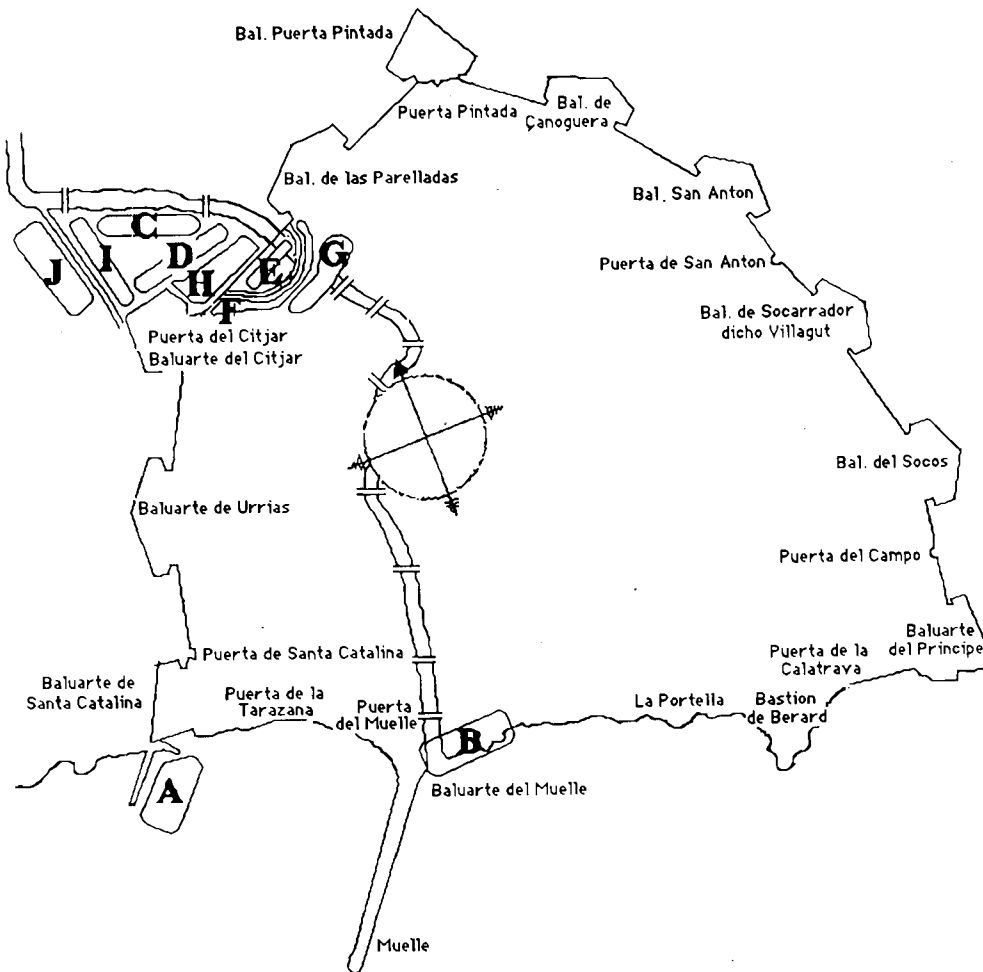 Bal. Puerta Pintada
Puerta Pintada
Bal. de
Çanoguera
Bal. de las Parelladas
Bal. San Anton
C
D
G
J
I
H
E
F
Puerta de San Anton
Bal. de Socarrador
dicho Villagut
Puerta del Citjar
Baluarte del Citjar
Bal. del Socos
Baluarte de Urrias
Puerta del Campo
Puerta de Santa Catalina
Baluarte
del Principe
Puerta de la
Calatrava
Baluarte de
Santa Catalina
Puerta de la
Tarazana
Puerta
del Muelle
La Portella
Bastion
de Berard
B
A
Baluarte del Muelle
Muelle